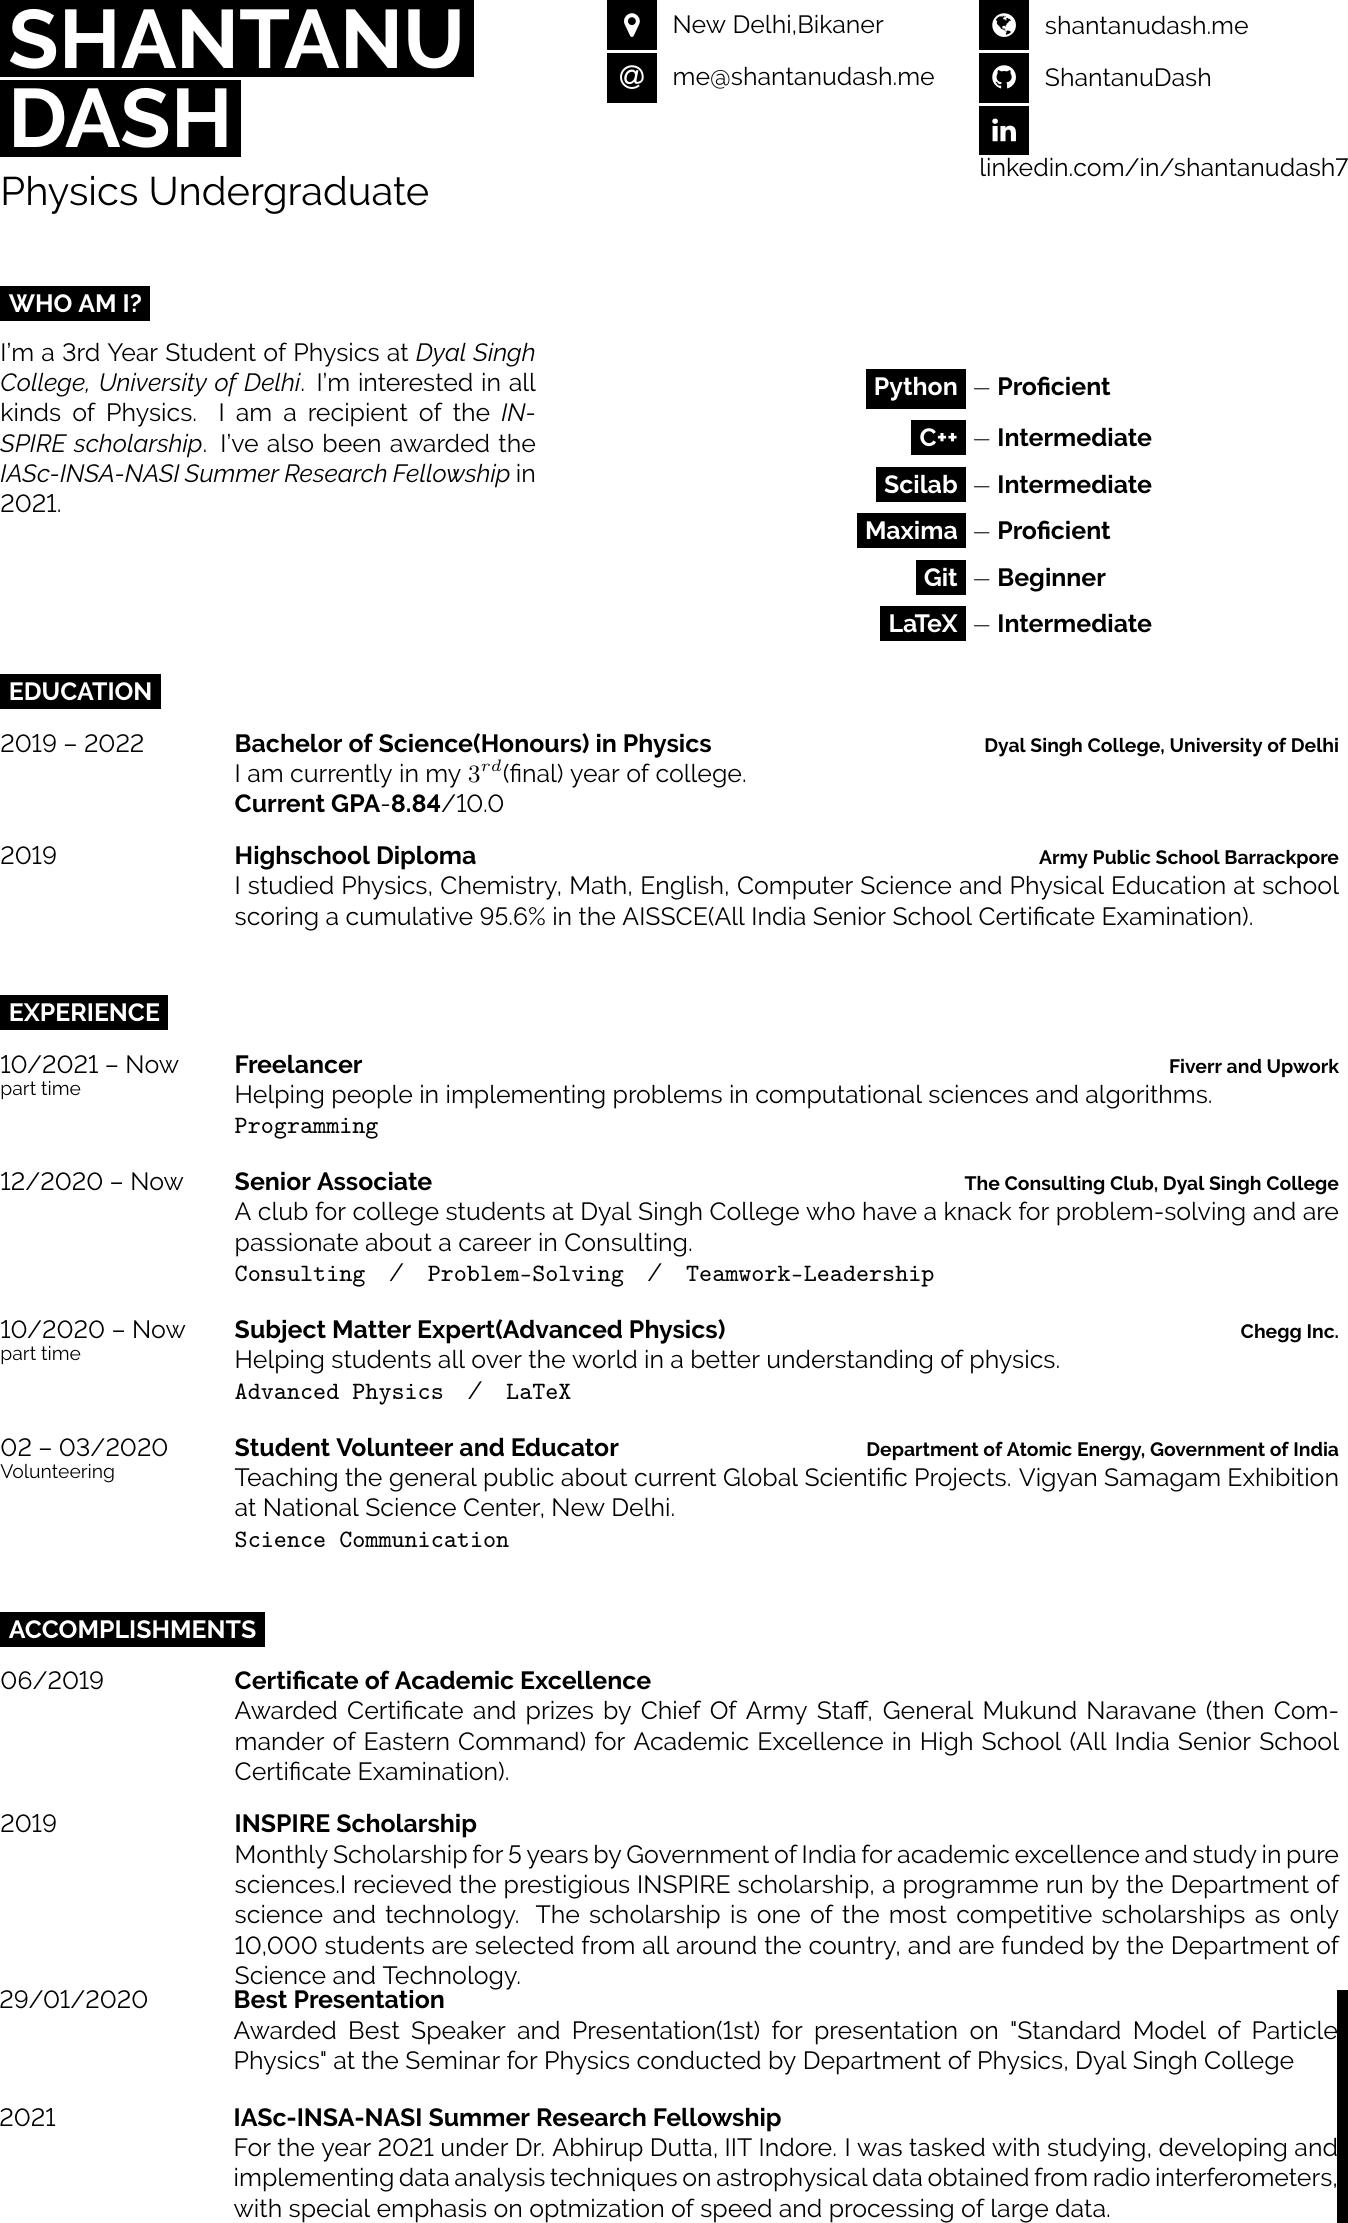 SHANTANU
DASH
Physics Undergraduate
New Delhi,Bikaner
@ me@shantanudash.me
shantanudash.me
ShantanuDash
in
linkedin.com/in/shantanudash7
WHO AM I?
I'm a 3rd Year Student of Physics at Dyal Singh
College, University of Delhi. I'm interested in all
kinds of Physics. I am a recipient of the IN-
SPIRE scholarship. I've also been awarded the
IASc-INSA-NASI Summer Research Fellowship in
2021.
Python — Proficient
C++ — Intermediate
Scilab — Intermediate
Maxima — Proficient
Git — Beginner
LaTeX — Intermediate
EDUCATION
2019 – 2022 Bachelor of Science(Honours) in Physics Dyal Singh College, University of Delhi
I am currently in my 3rd(final) year of college.
Current GPA-8.84/10.0
2019 Highschool Diploma Army Public School Barrackpore
I studied Physics, Chemistry, Math, English, Computer Science and Physical Education at school
scoring a cumulative 95.6% in the AISSCE(All India Senior School Certificate Examination).
EXPERIENCE
10/2021 – Now Freelancer Fiverr and Upwork
part time
Helping people in implementing problems in computational sciences and algorithms.
Programming
12/2020 – Now Senior Associate The Consulting Club, Dyal Singh College
A club for college students at Dyal Singh College who have a knack for problem-solving and are
passionate about a career in Consulting.
Consulting / Problem-Solving / Teamwork-Leadership
10/2020 – Now Subject Matter Expert(Advanced Physics) Chegg Inc.
part time
Helping students all over the world in a better understanding of physics.
Advanced Physics / LaTeX
02 – 03/2020 Student Volunteer and Educator Department of Atomic Energy, Government of India
Volunteering
Teaching the general public about current Global Scientific Projects. Vigyan Samagam Exhibition
at National Science Center, New Delhi.
Science Communication
ACCOMPLISHMENTS
06/2019 Certificate of Academic Excellence
Awarded Certificate and prizes by Chief Of Army Staff, General Mukund Naravane (then Com-
mander of Eastern Command) for Academic Excellence in High School (All India Senior School
Certificate Examination).
2019 INSPIRE Scholarship
Monthly Scholarship for 5 years by Government of India for academic excellence and study in pure
sciences.I recieved the prestigious INSPIRE scholarship, a programme run by the Department of
science and technology. The scholarship is one of the most competitive scholarships as only
10,000 students are selected from all around the country, and are funded by the Department of
Science and Technology.
29/01/2020 Best Presentation
Awarded Best Speaker and Presentation(1st) for presentation on "Standard Model of Particle
Physics" at the Seminar for Physics conducted by Department of Physics, Dyal Singh College
2021 IASc-INSA-NASI Summer Research Fellowship
For the year 2021 under Dr. Abhirup Dutta, IIT Indore. I was tasked with studying, developing and
implementing data analysis techniques on astrophysical data obtained from radio interferometers,
with special emphasis on optmization of speed and processing of large data.